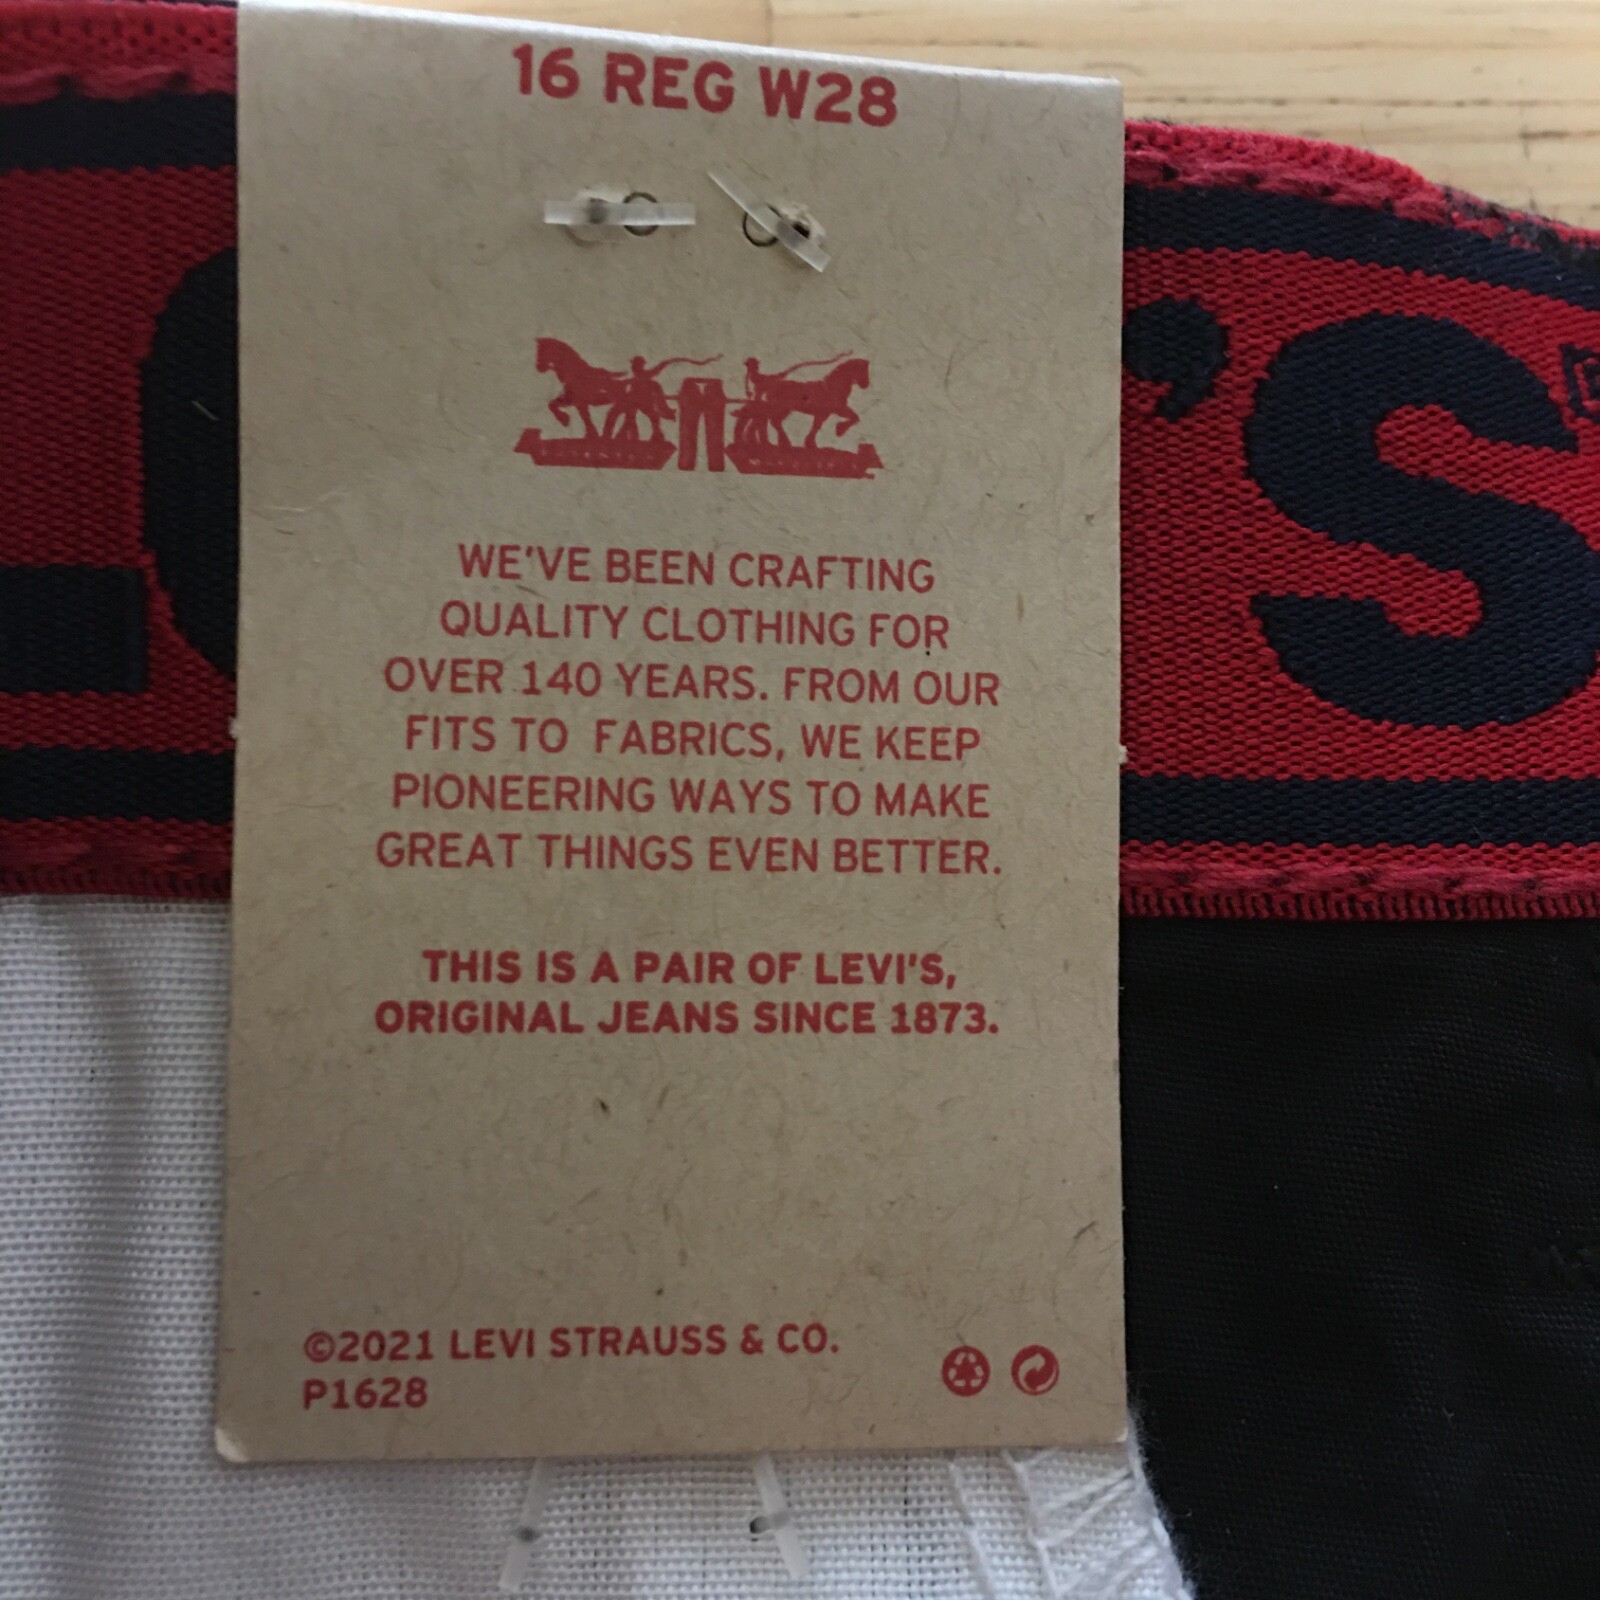 16 REG W28
WE'VE BEEN CRAFTING
QUALITY CLOTHING FOR
OVER 140 YEARS. FROM OUR
FITS TO FABRICS, WE KEEP
PIONEERING WAYS TO MAKE
GREAT THINGS EVEN BETTER.
THIS IS A PAIR OF LEVI'S,
ORIGINAL JEANS SINCE 1873.
©2021 LEVI STRAUSS & CO.
P1628
'S